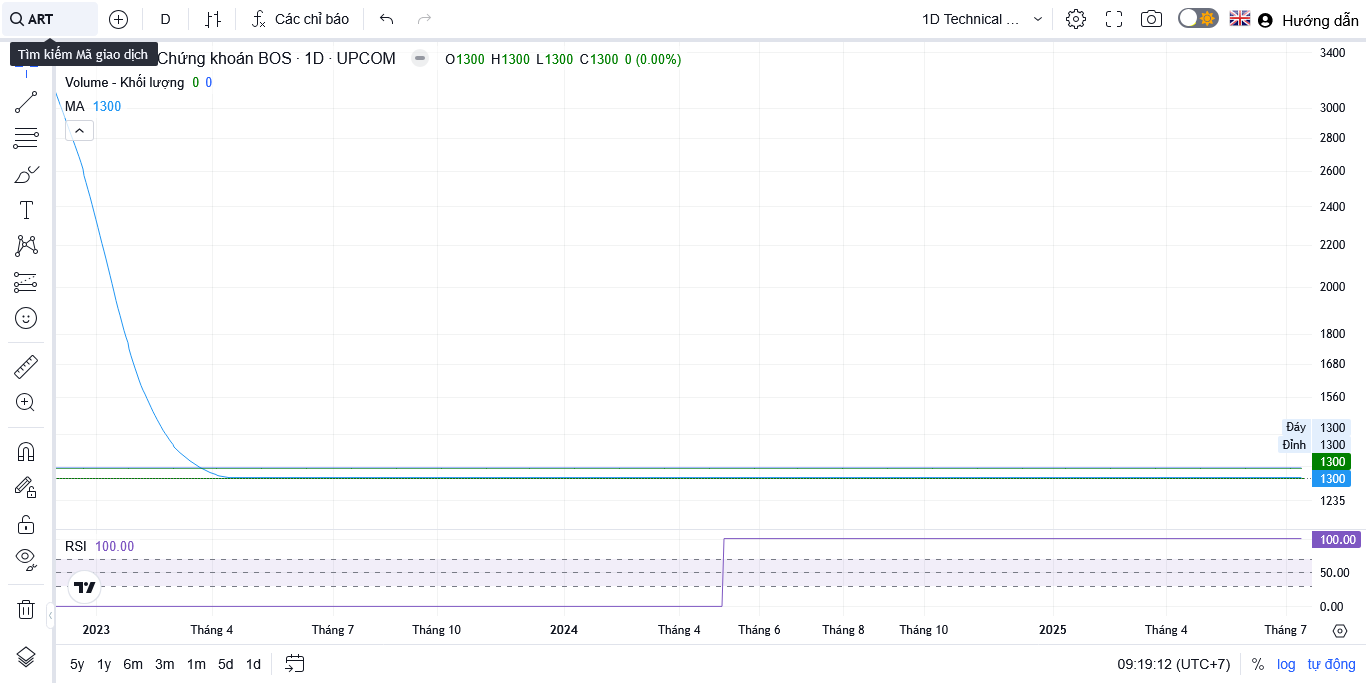 ART D Các chỉ báo 1D Technical ... Hướng dẫn
Tìm kiếm Mã giao dịch
Chứng khoán BOS · 1D · UPCOM O1300 H1300 L1300 C1300 0 (0.00%)
Volume - Khối lượng 0 0
MA 1300
3400
3000
2800
2600
2400
2200
2000
1800
1680
1560
Đáy 1300
Đỉnh 1300
1300
1300
1235
RSI 100.00
100.00
50.00
0.00
2023 Tháng 4 Tháng 7 Tháng 10 2024 Tháng 4 Tháng 6 Tháng 8 Tháng 10 2025 Tháng 4 Tháng 7
5y 1y 6m 3m 1m 5d 1d 09:19:12 (UTC+7) % log tự động